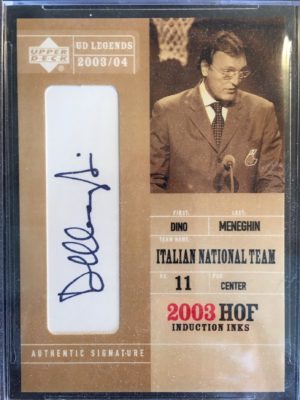 UPPER DECK
UD LEGENDS
2003/04
FIRST: LAST:
DINO MENEGHIN
TEAM NAME:
ITALIAN NATIONAL TEAM
NO. 11 POS. CENTER
2003 HOF
INDUCTION INKS
AUTHENTIC SIGNATURE